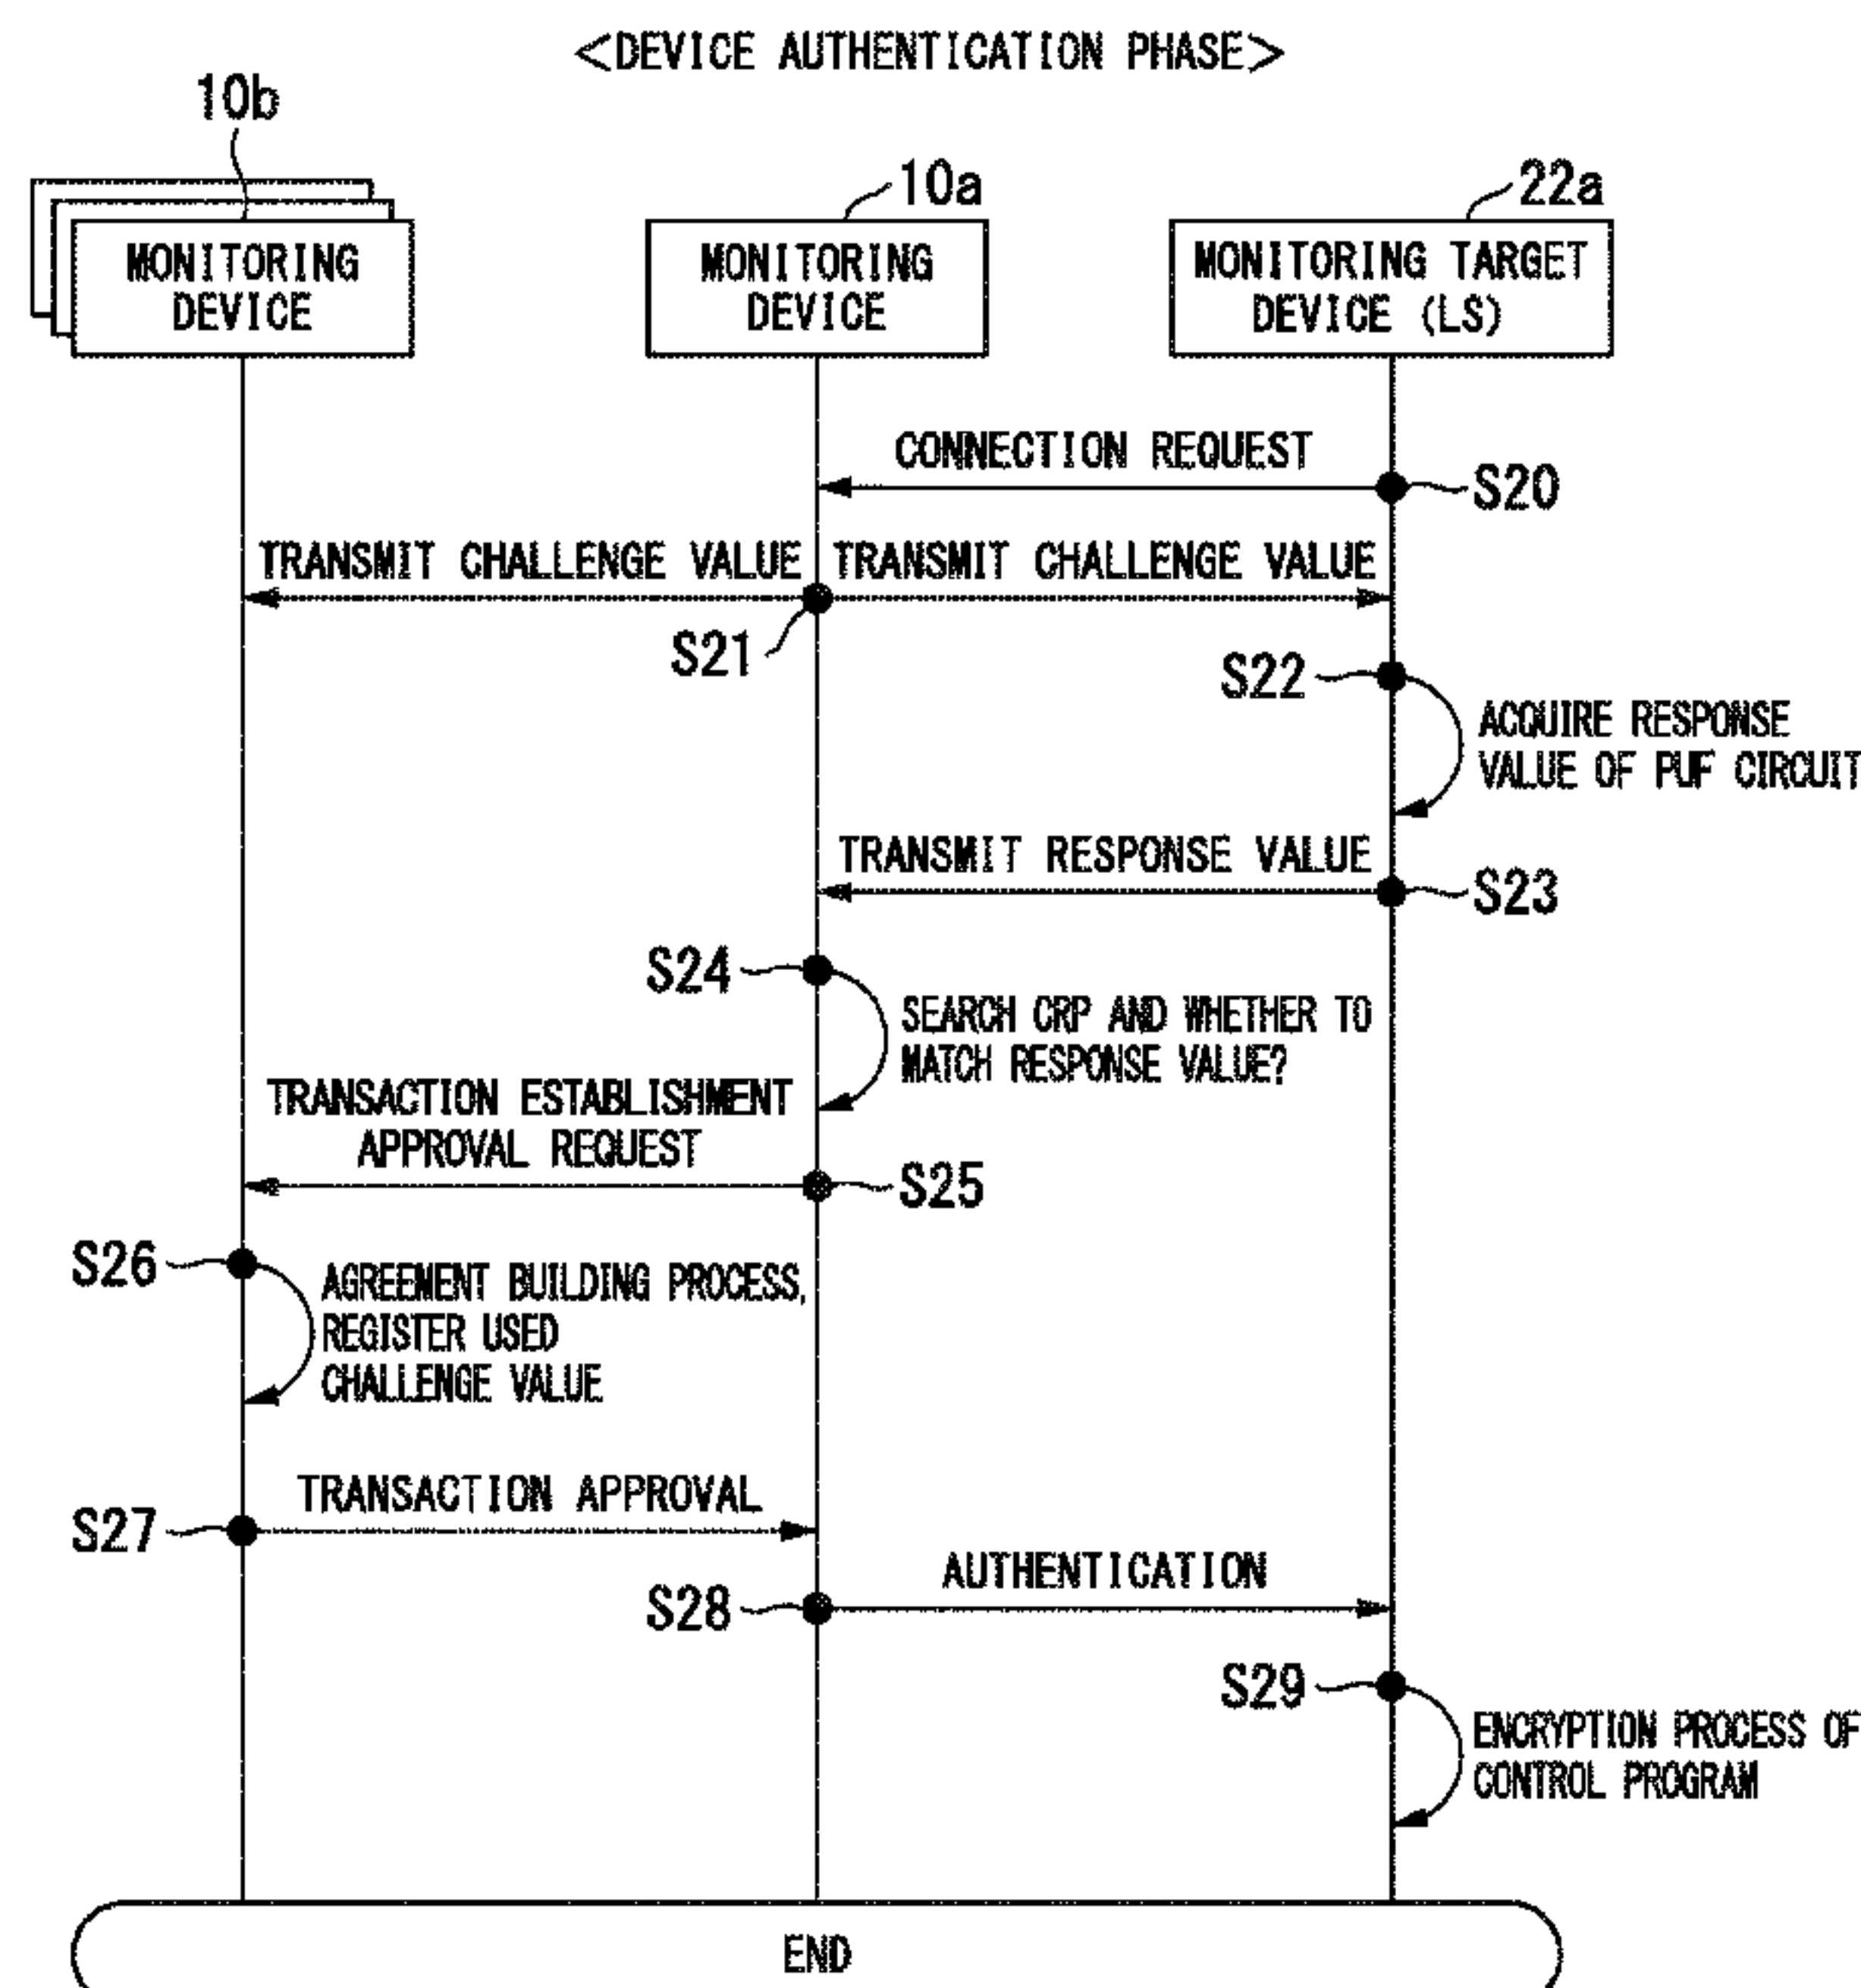 <DEVICE AUTHENTICATION PHASE>
10b
10a
22a
MONITORING
DEVICE
MONITORING
DEVICE
MONITORING TARGET
DEVICE (LS)
CONNECTION REQUEST
S20
TRANSMIT CHALLENGE VALUE
TRANSMIT CHALLENGE VALUE
S21
S22
ACQUIRE RESPONSE
VALUE OF PUF CIRCUIT
TRANSMIT RESPONSE VALUE
S23
S24
SEARCH CRP AND WHETHER TO
MATCH RESPONSE VALUE?
TRANSACTION ESTABLISHMENT
APPROVAL REQUEST
S25
S26
AGREEMENT BUILDING PROCESS,
REGISTER USED
CHALLENGE VALUE
TRANSACTION APPROVAL
S27
AUTHENTICATION
S28
S29
ENCRYPTION PROCESS OF
CONTROL PROGRAM
END